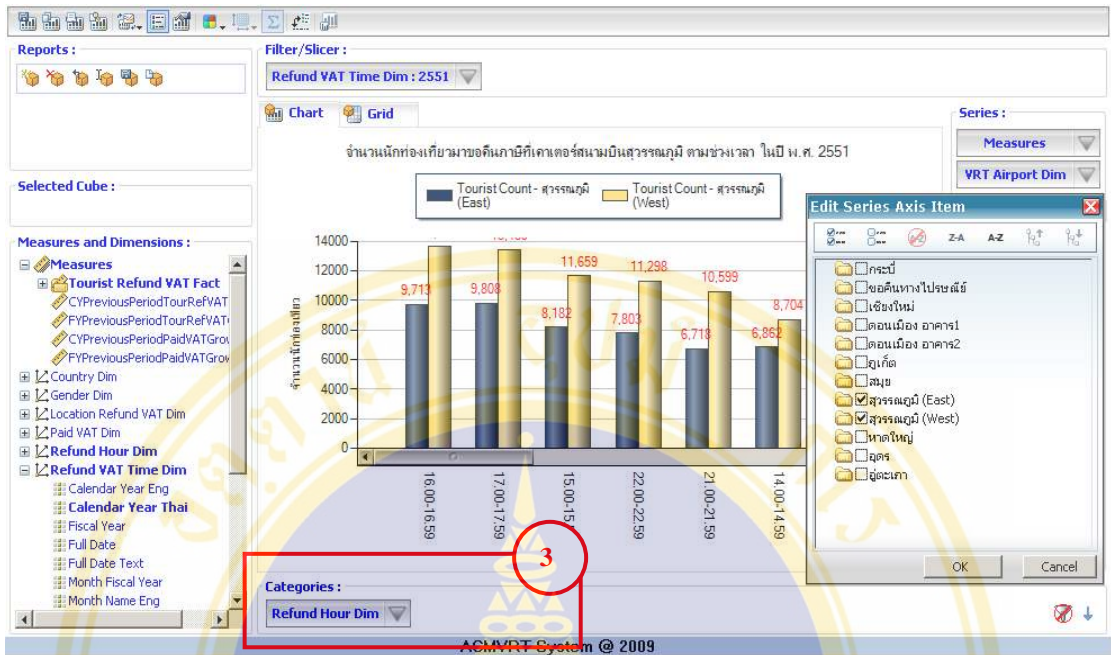 Reports :
Filter/Slicer :
Refund VAT Time Dim : 2551
Chart
Grid
Series :
Measures
VRT Airport Dim
Selected Cube :
Measures and Dimensions :
Measures
Tourist Refund VAT Fact
CYPreviousPeriodTourRefVAT
FYPreviousPeriodTourRefVAT
CYPreviousPeriodPaidVATGrow
FYPreviousPeriodPaidVATGrow
Country Dim
Gender Dim
Location Refund VAT Dim
Paid VAT Dim
Refund Hour Dim
Refund VAT Time Dim
Calendar Year Eng
Calendar Year Thai
Fiscal Year
Full Date
Full Date Text
Month Fiscal Year
Month Name Eng
จำนวนนักท่องเที่ยวมาขอคืนภาษีที่เคาเตอร์สนามบินสุวรรณภูมิ ตามช่วงเวลา ในปี พ.ศ. 2551
Tourist Count - สุวรรณภูมิ (East)
Tourist Count - สุวรรณภูมิ (West)
14000
12000
10000
8000
6000
4000
2000
0
9,713
9,808
8,182
11,659
7,803
11,298
6,718
10,599
6,862
8,704
16.00-16.59
17.00-17.59
15.00-15.
22.00-22.59
21.00-21.59
14.00-14.59
Edit Series Axis Item
Z-A
A-Z
กระบี่
ขอคืนทางไปรษณีย์
เชียงใหม่
ดอนเมือง อาคาร1
ดอนเมือง อาคาร2
ภูเก็ต
สมุย
สุวรรณภูมิ (East)
สุวรรณภูมิ (West)
หาดใหญ่
อุดร
อู่ตะเภา
OK
Cancel
3
Categories :
Refund Hour Dim
ACMVRT System @ 2009